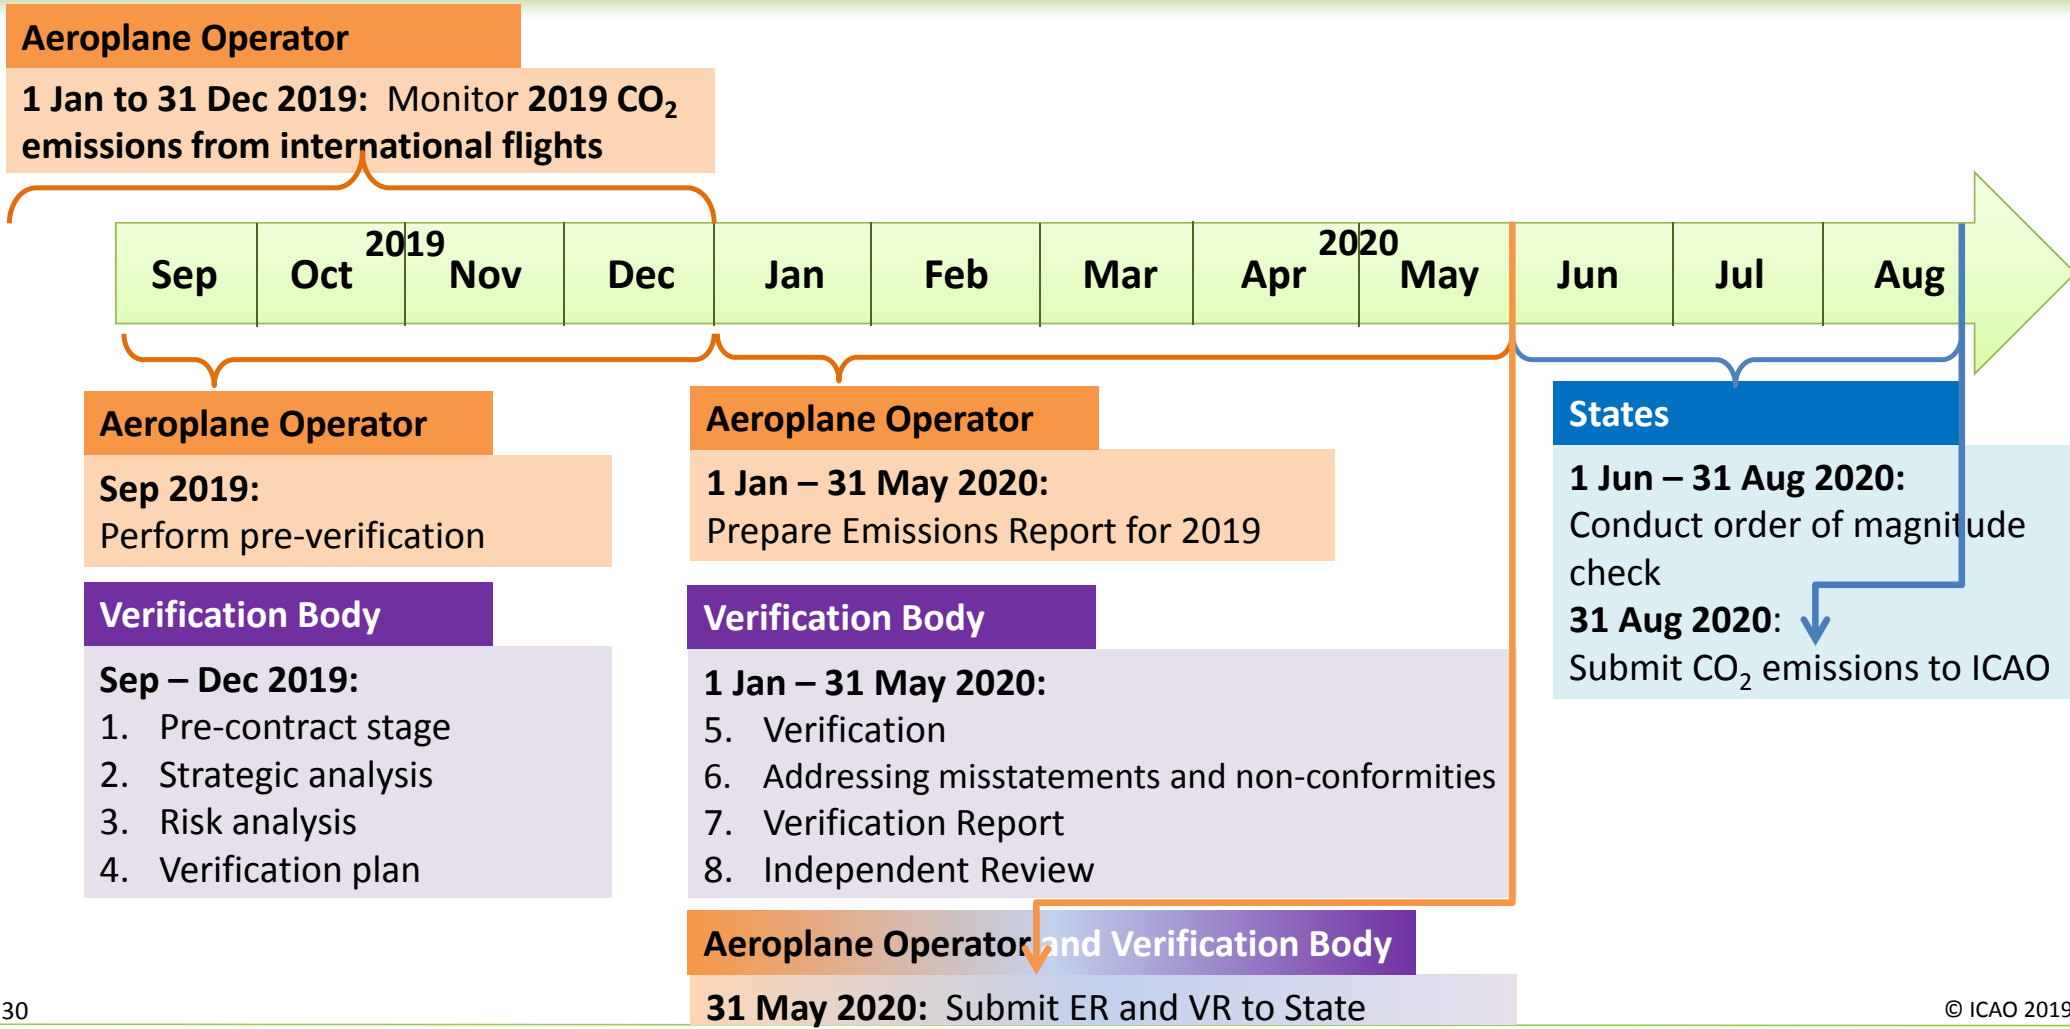 Aeroplane Operator
1 Jan to 31 Dec 2019: Monitor 2019 CO₂
emissions from international flights
2019
2020
Sep Oct Nov Dec Jan Feb Mar Apr May Jun Jul Aug
Aeroplane Operator
Sep 2019:
Perform pre-verification
Verification Body
Sep – Dec 2019:
1. Pre-contract stage
2. Strategic analysis
3. Risk analysis
4. Verification plan
Aeroplane Operator
1 Jan – 31 May 2020:
Prepare Emissions Report for 2019
Verification Body
1 Jan – 31 May 2020:
5. Verification
6. Addressing misstatements and non-conformities
7. Verification Report
8. Independent Review
Aeroplane Operator and Verification Body
31 May 2020: Submit ER and VR to State
States
1 Jun – 31 Aug 2020:
Conduct order of magnitude
check
31 Aug 2020:
Submit CO₂ emissions to ICAO
30
© ICAO 2019